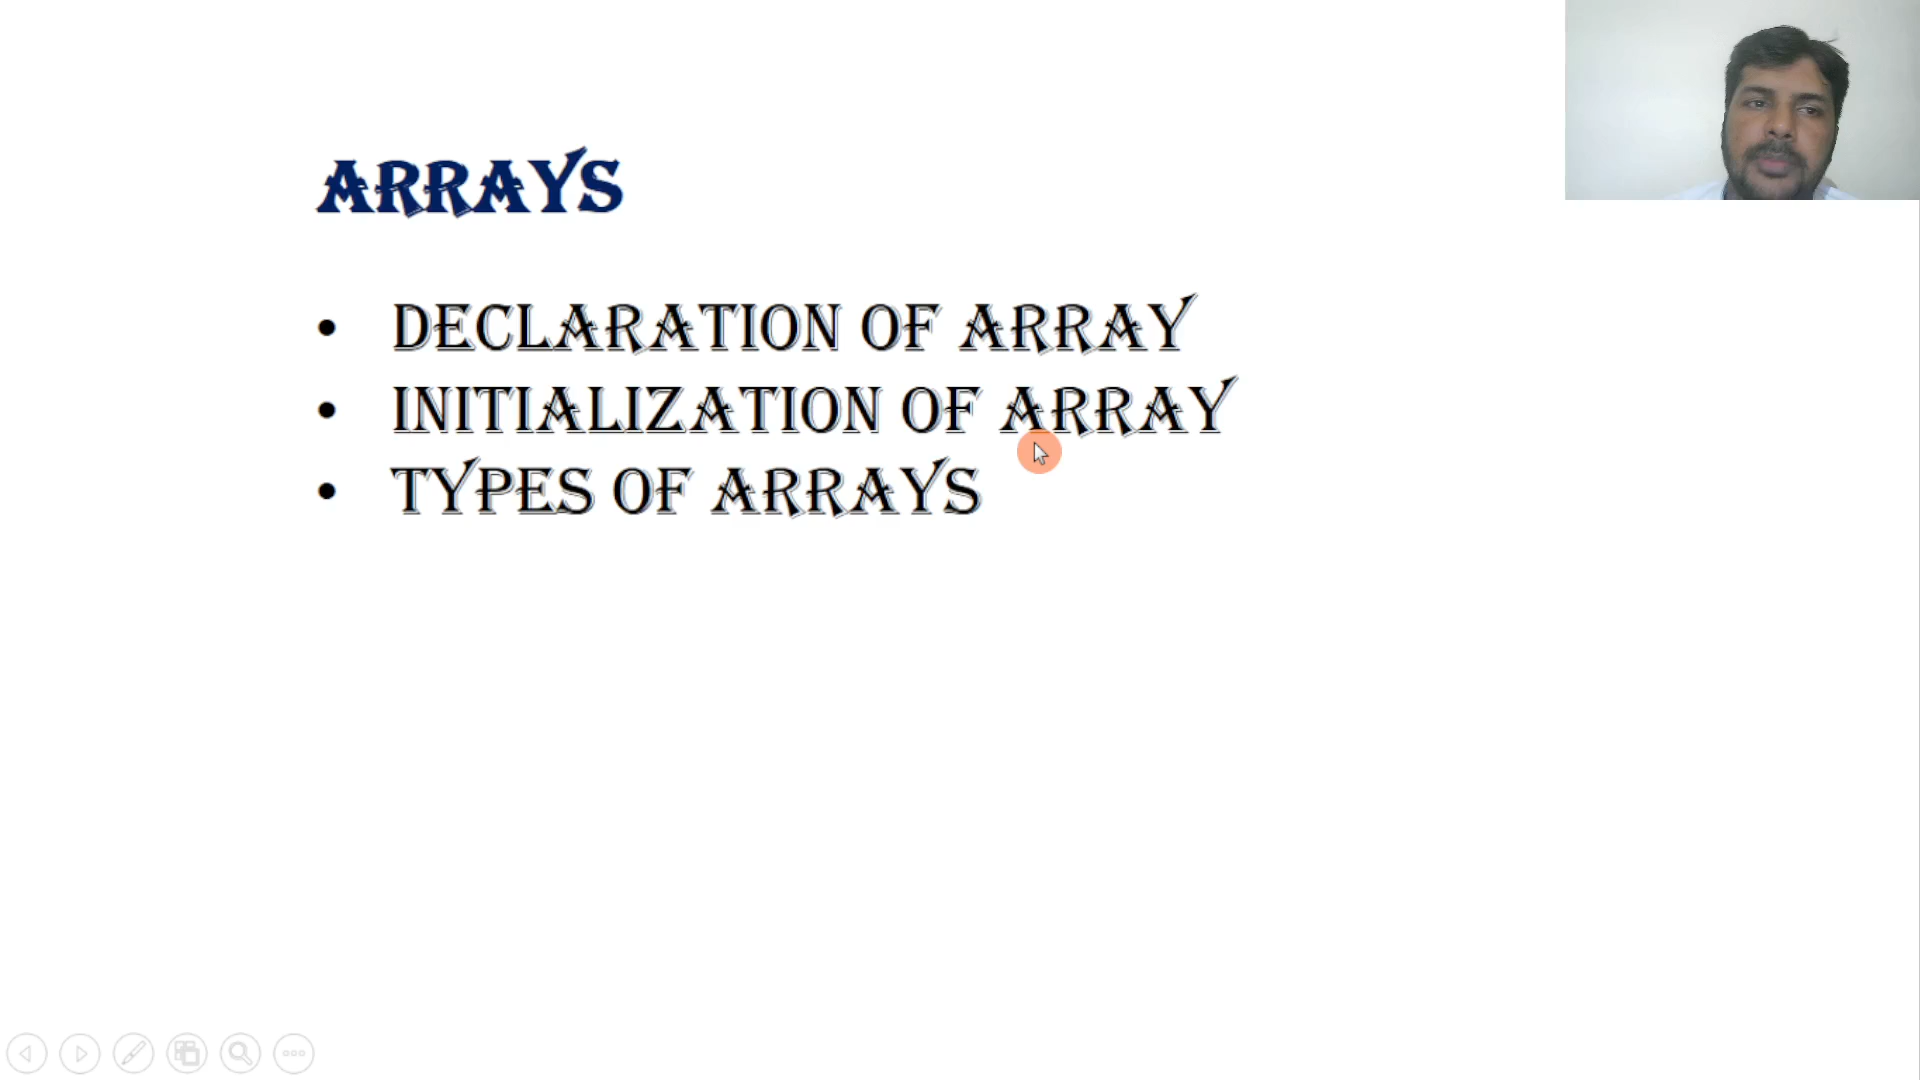 ARRAYS
• DECLARATION OF ARRAY
• INITIALIZATION OF ARRAY
• TYPES OF ARRAYS